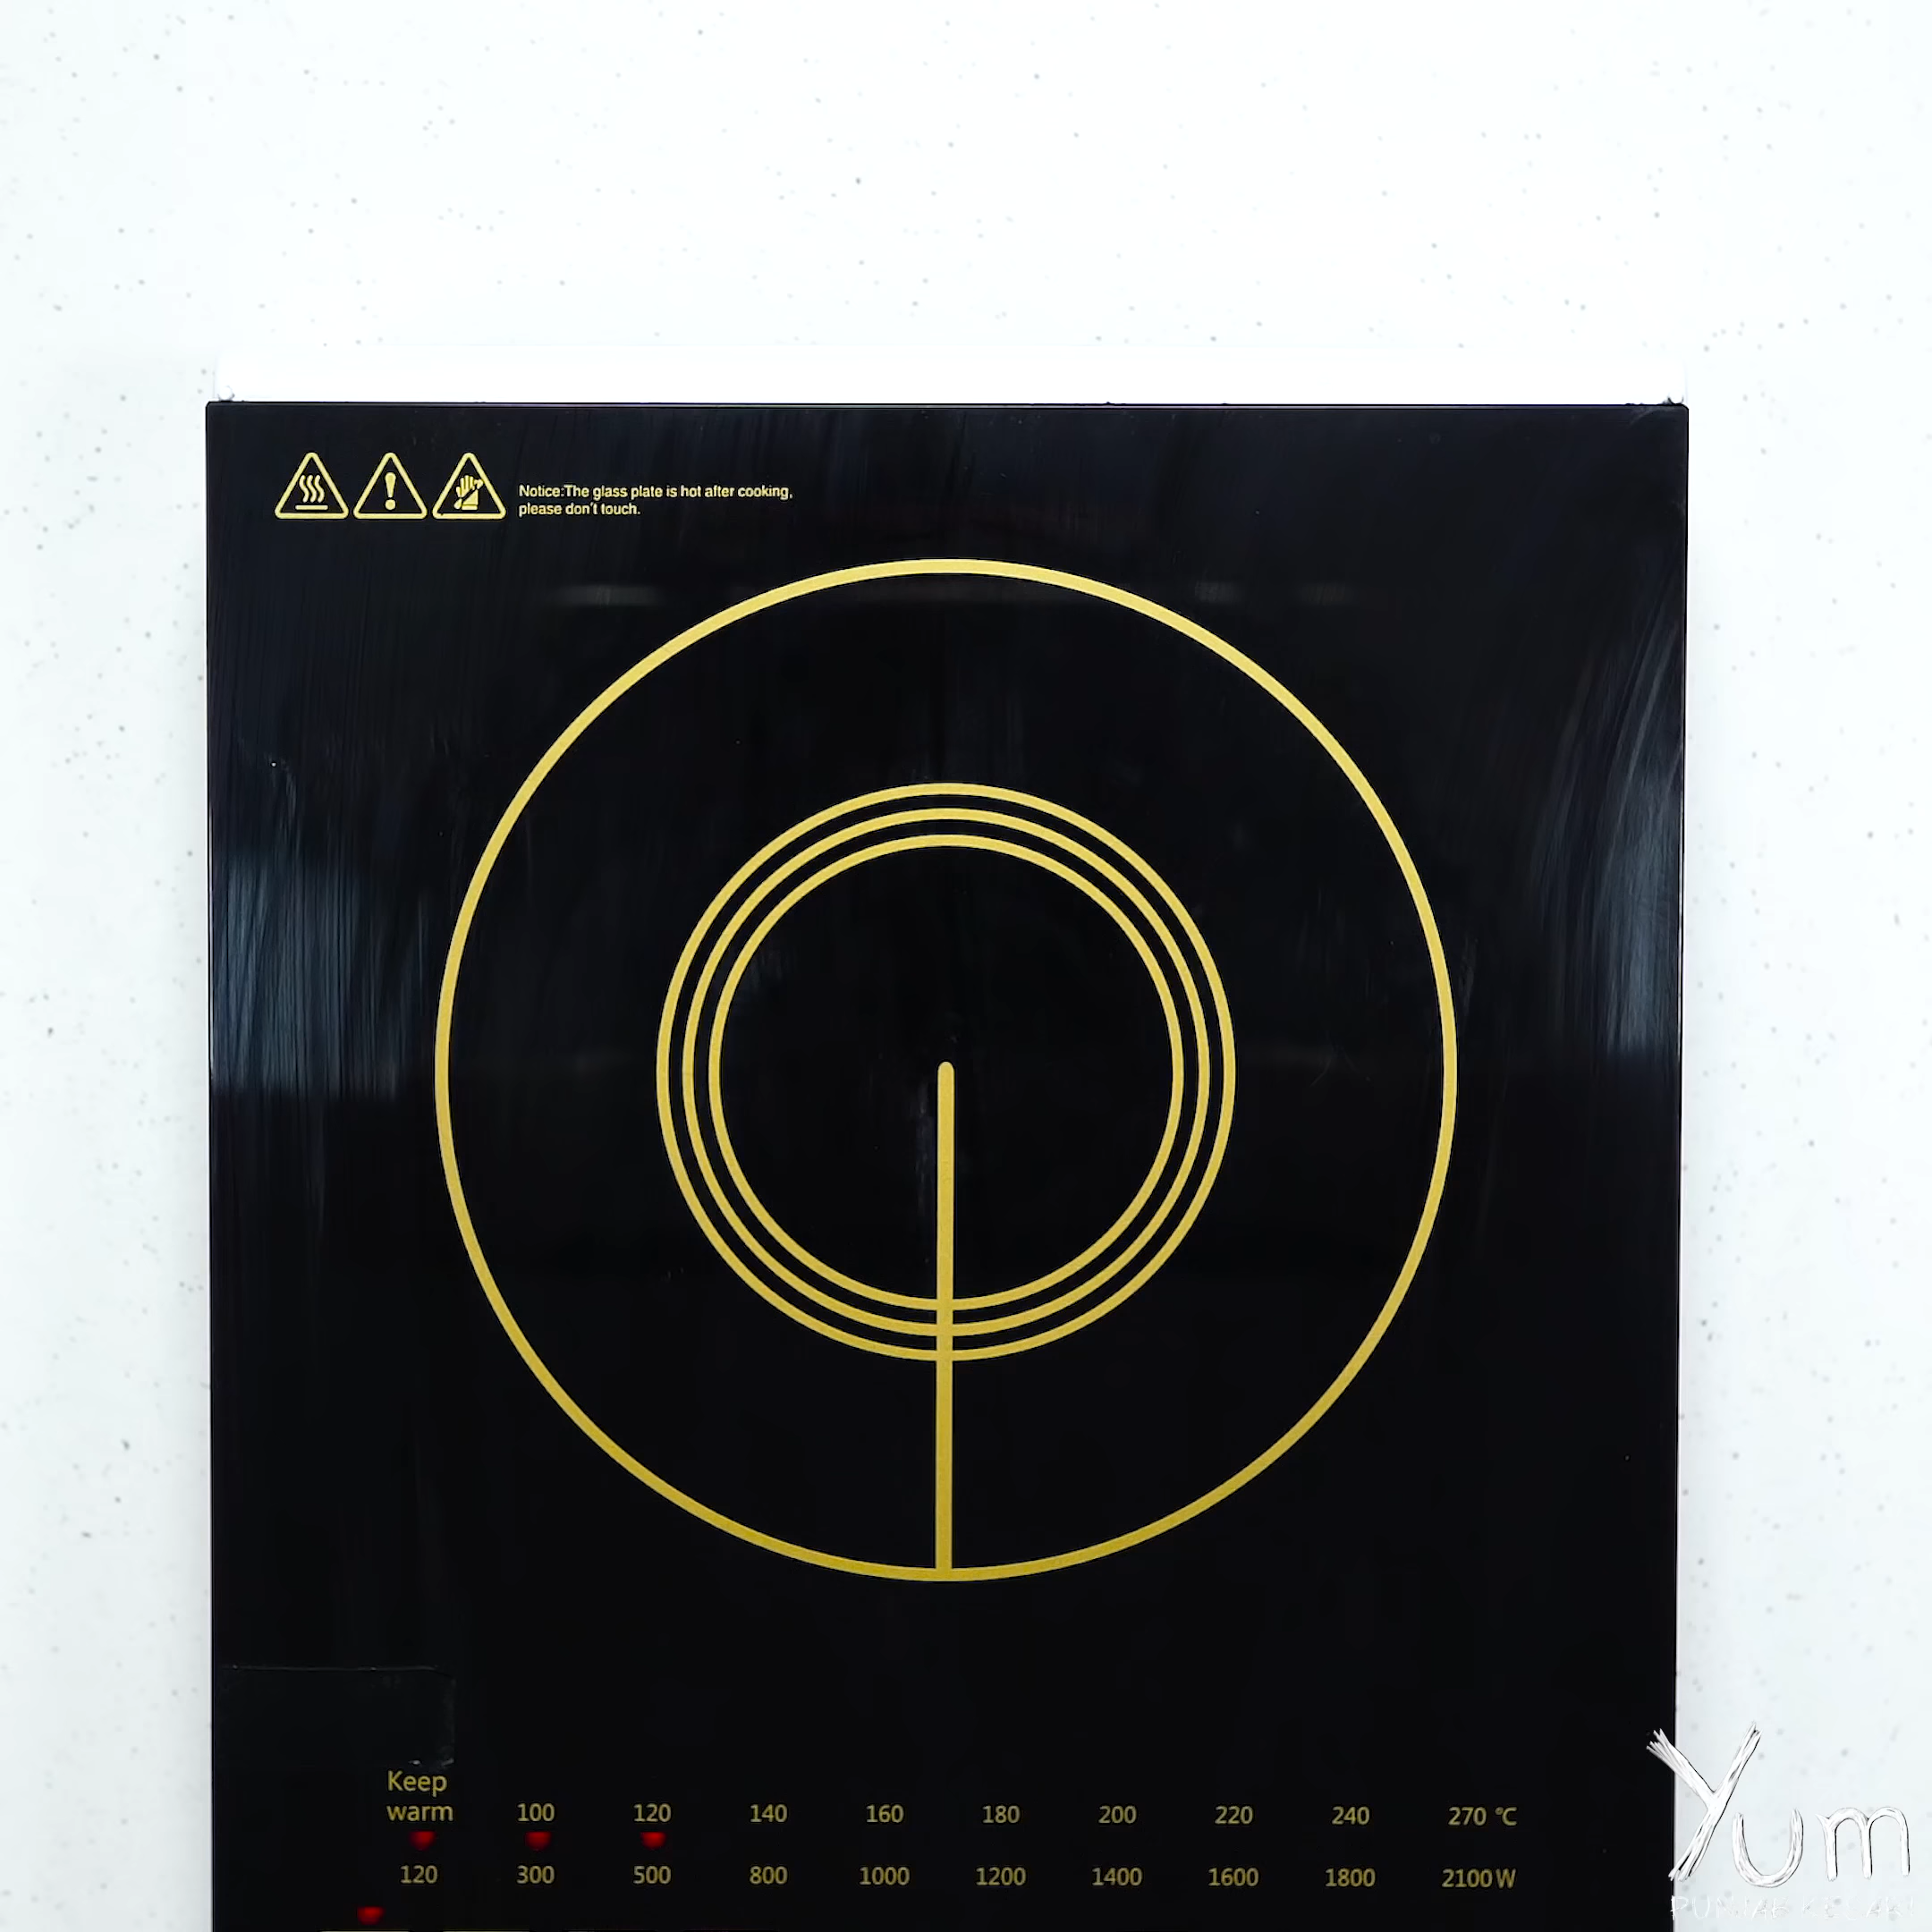 Notice:The glass plate is hot after cooking,
please don't touch.
Keep
warm 100 120 140 160 180 200 220 240 270 °C
120 300 500 800 1000 1200 1400 1600 1800 2100 W
Yum